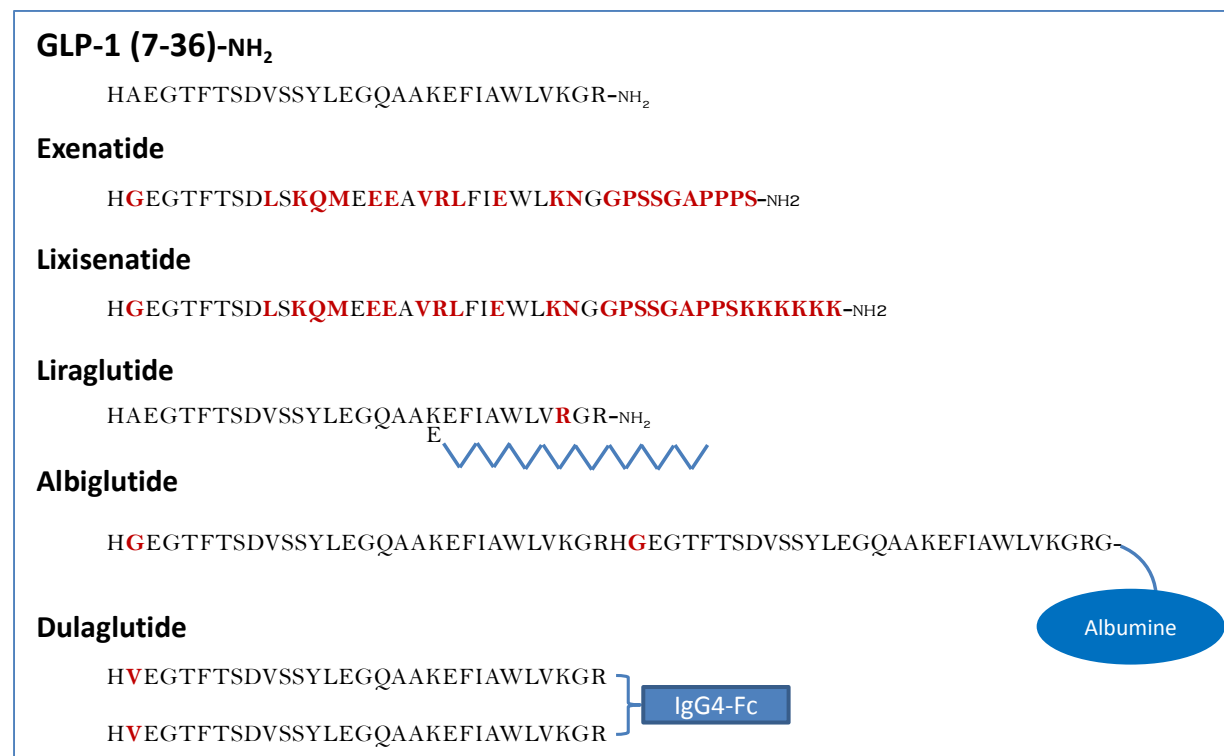 GLP-1 (7-36)-NH₂
HAEGTFTSDVSSYLEGQAAKEFIAWLVKGR-NH₂
Exenatide
HGEGTFTSDLSKQMEEEAVRLFIEWLKNGGPSSGAPPPS-NH2
Lixisenatide
HGEGTFTSDLSKQMEEEAVRLFIEWLKNGGPSSGAPPSKKKKKK-NH2
Liraglutide
HAEGTFTSDVSSYLEGQAAKEFIAWLVRGR-NH₂
E
Albiglutide
HGEGTFTSDVSSYLEGQAAKEFIAWLVKGRHGEGTFTSDVSSYLEGQAAKEFIAWLVKGRG-
Albumine
Dulaglutide
HVEGTFTSDVSSYLEGQAAKEFIAWLVKGR
IgG4-Fc
HVEGTFTSDVSSYLEGQAAKEFIAWLVKGR